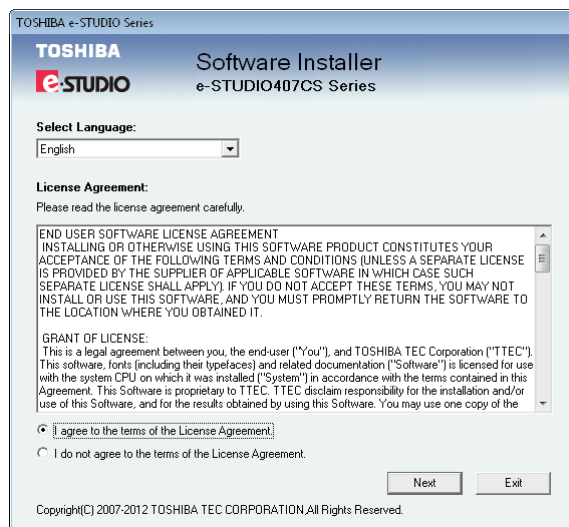 TOSHIBA e-STUDIO Series
TOSHIBA
e-STUDIO
Software Installer
e-STUDIO407CS Series
Select Language:
English
License Agreement:
Please read the license agreement carefully.
END USER SOFTWARE LICENSE AGREEMENT
INSTALLING OR OTHERWISE USING THIS SOFTWARE PRODUCT CONSTITUTES YOUR
ACCEPTANCE OF THE FOLLOWING TERMS AND CONDITIONS (UNLESS A SEPARATE LICENSE
IS PROVIDED BY THE SUPPLIER OF APPLICABLE SOFTWARE IN WHICH CASE SUCH
SEPARATE LICENSE SHALL APPLY). IF YOU DO NOT ACCEPT THESE TERMS, YOU MAY NOT
INSTALL OR USE THIS SOFTWARE, AND YOU MUST PROMPTLY RETURN THE SOFTWARE TO
THE LOCATION WHERE YOU OBTAINED IT.
GRANT OF LICENSE:
This is a legal agreement between you, the end-user ("You"), and TOSHIBA TEC Corporation ("TTEC").
This software, fonts (including their typefaces) and related documentation ("Software") is licensed for use
with the system CPU on which it was installed ("System") in accordance with the terms contained in this
Agreement. This Software is proprietary to TTEC. TTEC disclaim responsibility for the installation and/or
use of this Software, and for the results obtained by using this Software. You may use one copy of the
I agree to the terms of the License Agreement.
I do not agree to the terms of the License Agreement.
Next Exit
Copyright(C) 2007-2012 TOSHIBA TEC CORPORATION,All Rights Reserved.